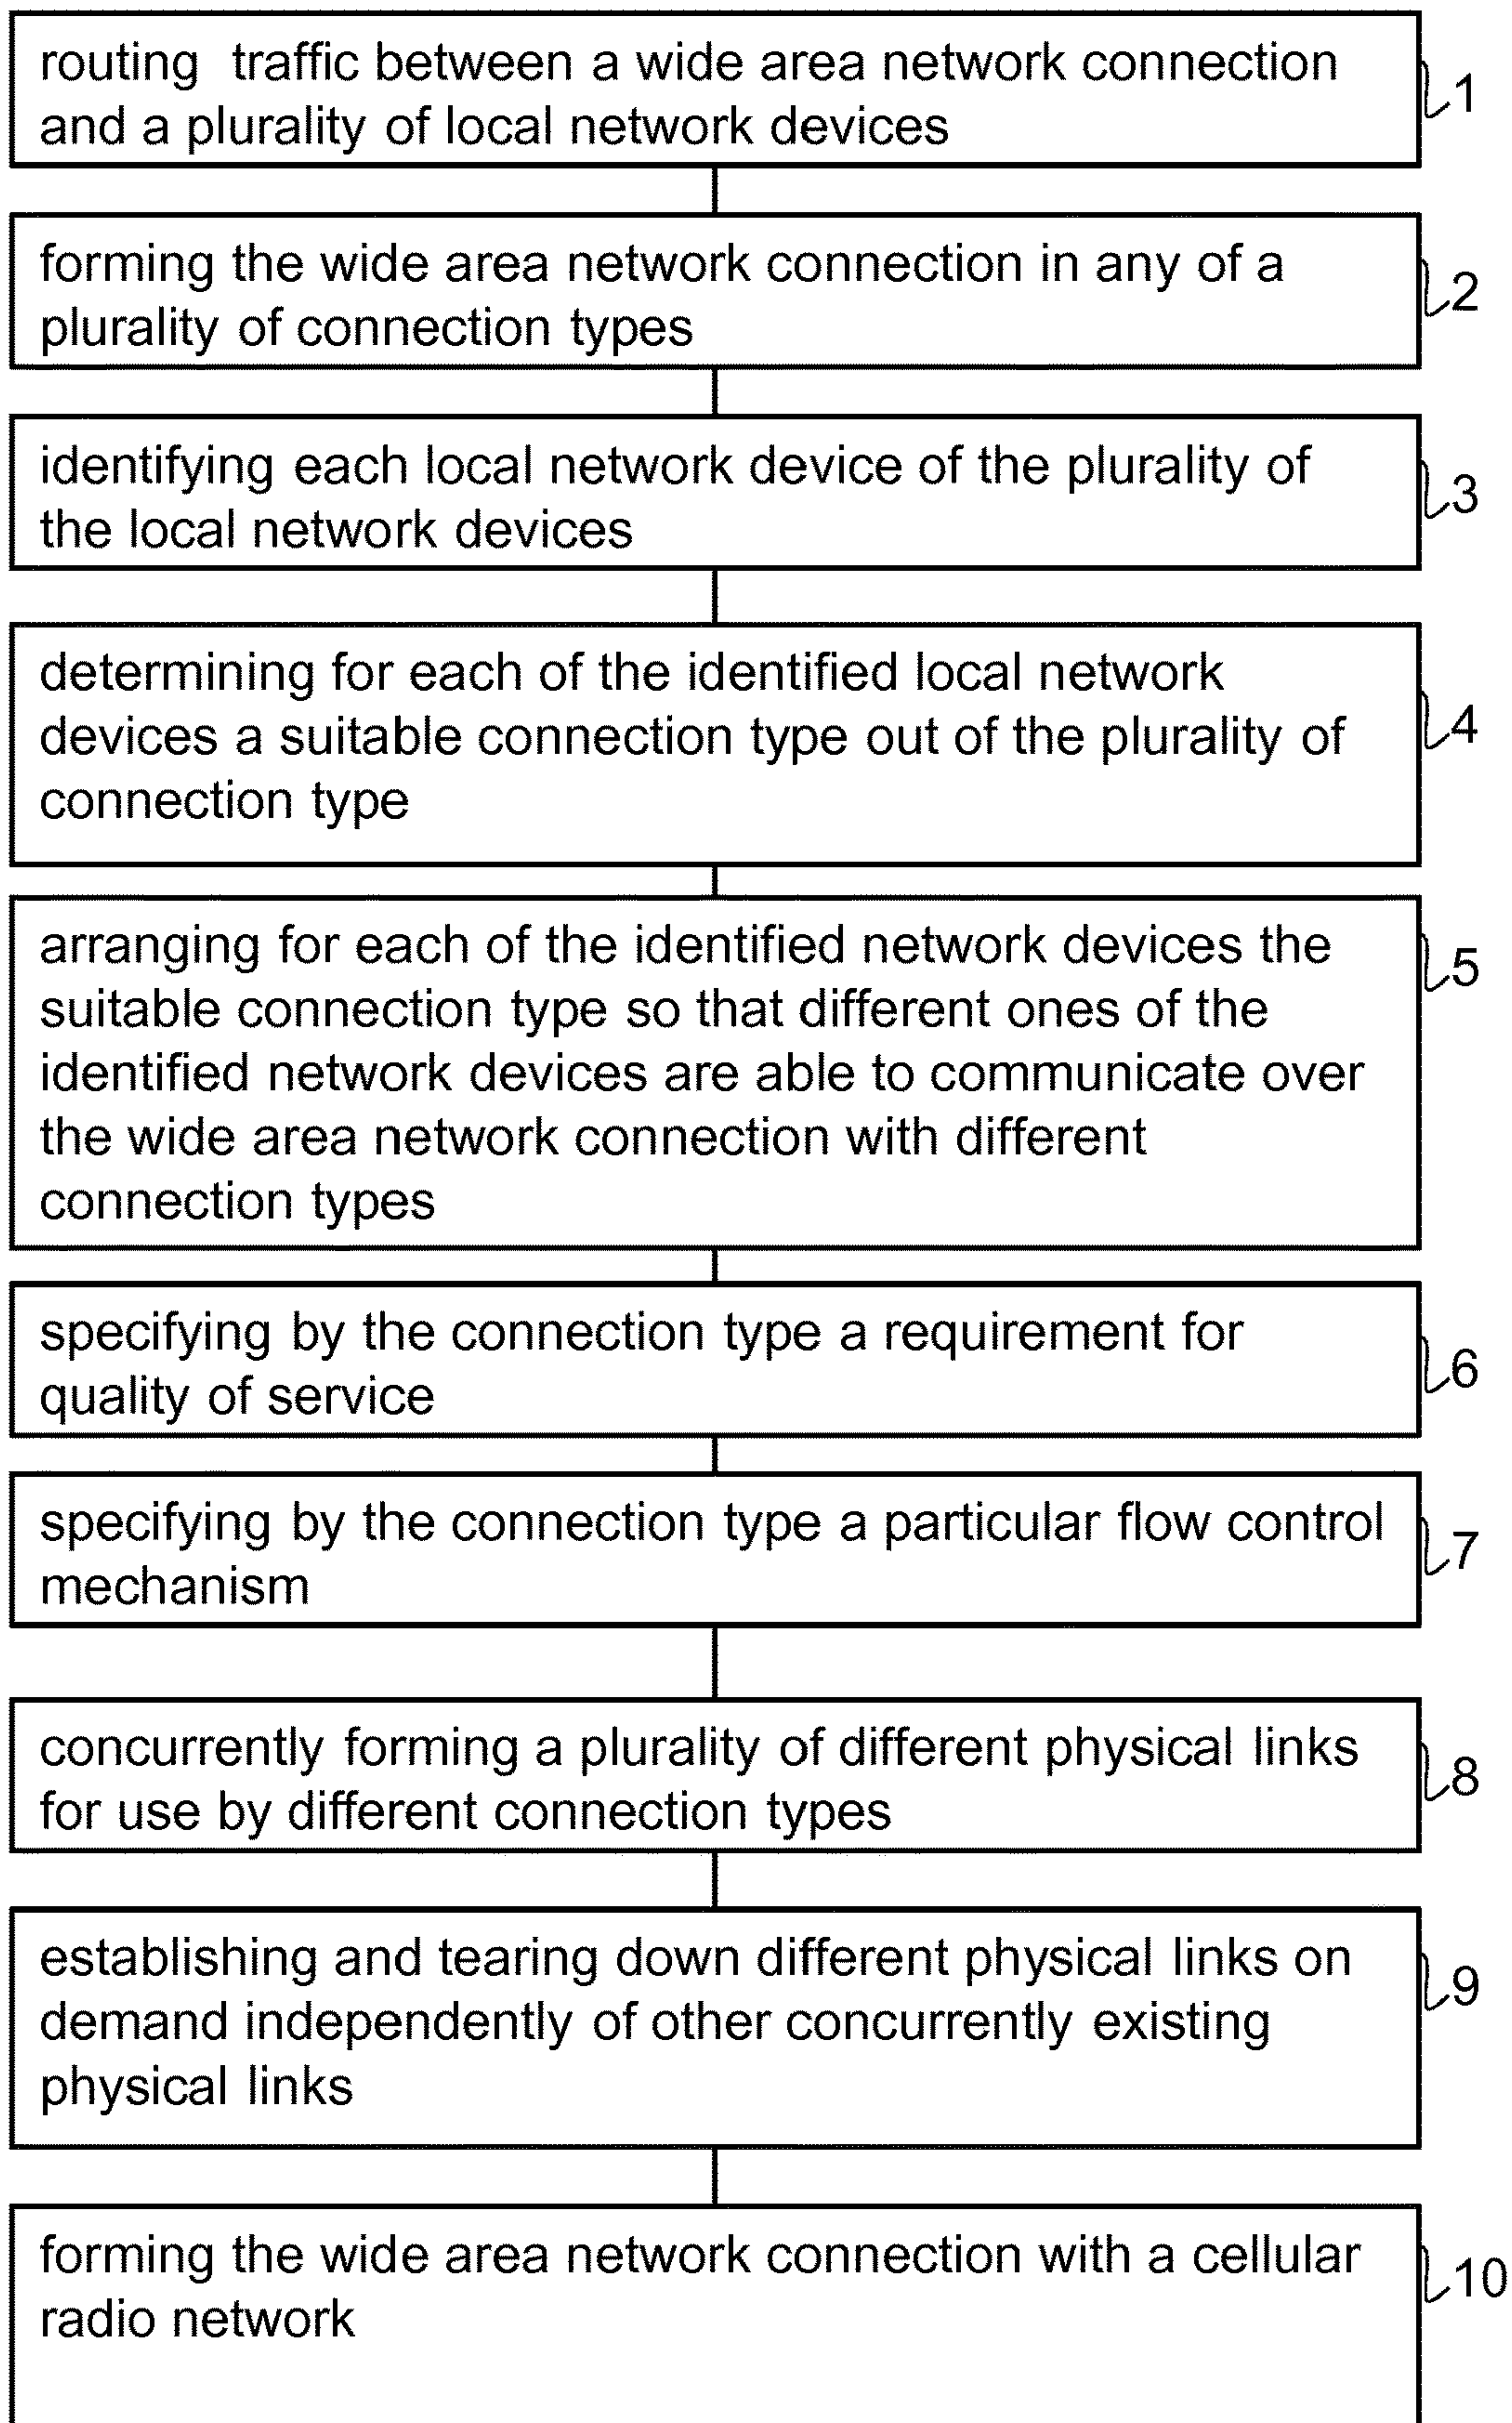 routing traffic between a wide area network connection
and a plurality of local network devices
1
forming the wide area network connection in any of a
plurality of connection types
2
identifying each local network device of the plurality of
the local network devices
3
determining for each of the identified local network
devices a suitable connection type out of the plurality of
connection type
4
arranging for each of the identified network devices the
suitable connection type so that different ones of the
identified network devices are able to communicate over
the wide area network connection with different
connection types
5
specifying by the connection type a requirement for
quality of service
6
specifying by the connection type a particular flow control
mechanism
7
concurrently forming a plurality of different physical links
for use by different connection types
8
establishing and tearing down different physical links on
demand independently of other concurrently existing
physical links
9
forming the wide area network connection with a cellular
radio network
10